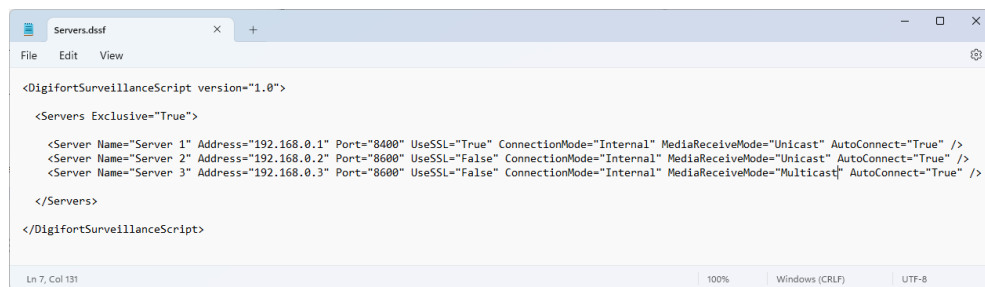 Servers.dssf
File Edit View
<DigifortSurveillanceScript version="1.0">
<Servers Exclusive="True">
<Server Name="Server 1" Address="192.168.0.1" Port="8400" UseSSL="True" ConnectionMode="Internal" MediaReceiveMode="Unicast" AutoConnect="True" />
<Server Name="Server 2" Address="192.168.0.2" Port="8600" UseSSL="False" ConnectionMode="Internal" MediaReceiveMode="Unicast" AutoConnect="True" />
<Server Name="Server 3" Address="192.168.0.3" Port="8600" UseSSL="False" ConnectionMode="Internal" MediaReceiveMode="Multicast" AutoConnect="True" />
</Servers>
</DigifortSurveillanceScript>
Ln 7, Col 131 100% Windows (CRLF) UTF-8